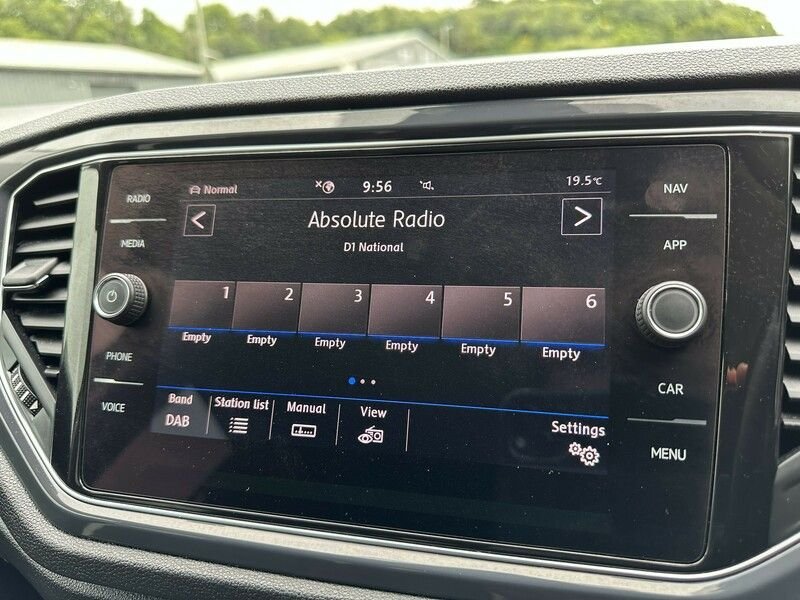 RADIO
MEDIA
PHONE
VOICE
Normal 9:56 19.5°C
Absolute Radio
D1 National
1 2 3 4 5 6
Empty Empty Empty Empty Empty Empty
Band Station list Manual View Settings
DAB
NAV
APP
CAR
MENU